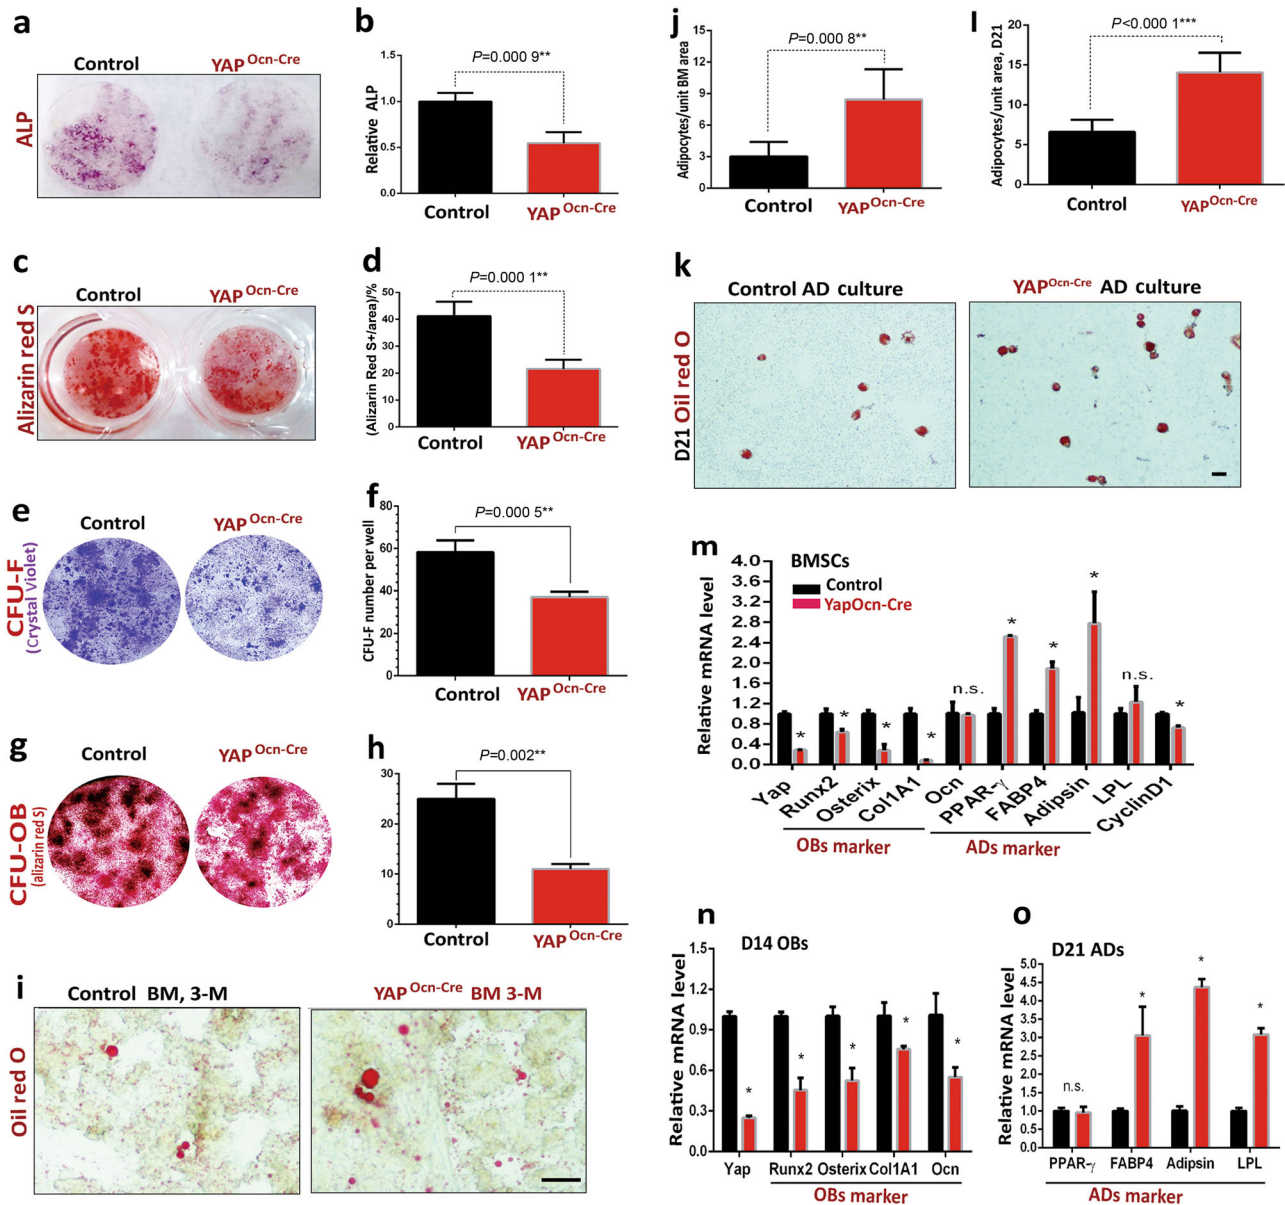 a
Control
YAP Ocn-Cre
ALP
b
P=0.000 9**
Relative ALP
1.5
1.0
0.5
0.0
Control
YAP Ocn-Cre
c
Control
YAP Ocn-Cre
Alizarin red S
d
P=0.000 1**
(Alizarin Red S+/area)/%
50
40
30
20
10
0
Control
YAP Ocn-Cre
e
Control
YAP Ocn-Cre
CFU-F
(Crystal Violet)
f
P=0.000 5**
CFU-F number per well
80
60
40
20
0
Control
YAP Ocn-Cre
g
Control
YAP Ocn-Cre
CFU-OB
(alizarin red S)
h
P=0.002**
30
20
10
0
Control
YAP Ocn-Cre
i
Control BM, 3-M
YAP Ocn-Cre BM 3-M
Oil red O
j
P=0.000 8**
Adipocytes/unit BM area
15
12
9
6
3
0
Control
YAP Ocn-Cre
l
P<0.000 1***
Adipocytes/unit area, D21
20
15
10
5
0
Control
YAP Ocn-Cre
k
Control AD culture
YAP Ocn-Cre AD culture
D21 Oil red O
m
BMSCs
Control
YapOcn-Cre
Relative mRNA level
4.0
3.6
3.2
2.8
2.4
2.0
1.6
1.2
0.8
0.4
0.0
*
*
*
*
n.s.
*
*
*
n.s.
*
Yap
Runx2
Osterix
Col1A1
Ocn
PPAR-γ
FABP4
Adipsin
LPL
CyclinD1
OBs marker
ADs marker
n
D14 OBs
Relative mRNA level
1.5
1.2
0.9
0.6
0.3
0.0
*
*
*
*
*
Yap Runx2 Osterix Col1A1 Ocn
OBs marker
o
D21 ADs
Relative mRNA level
5.0
4.5
4.0
3.5
3.0
2.5
2.0
1.5
1.0
0.5
0.0
n.s.
*
*
*
PPAR-γ FABP4 Adipsin LPL
ADs marker